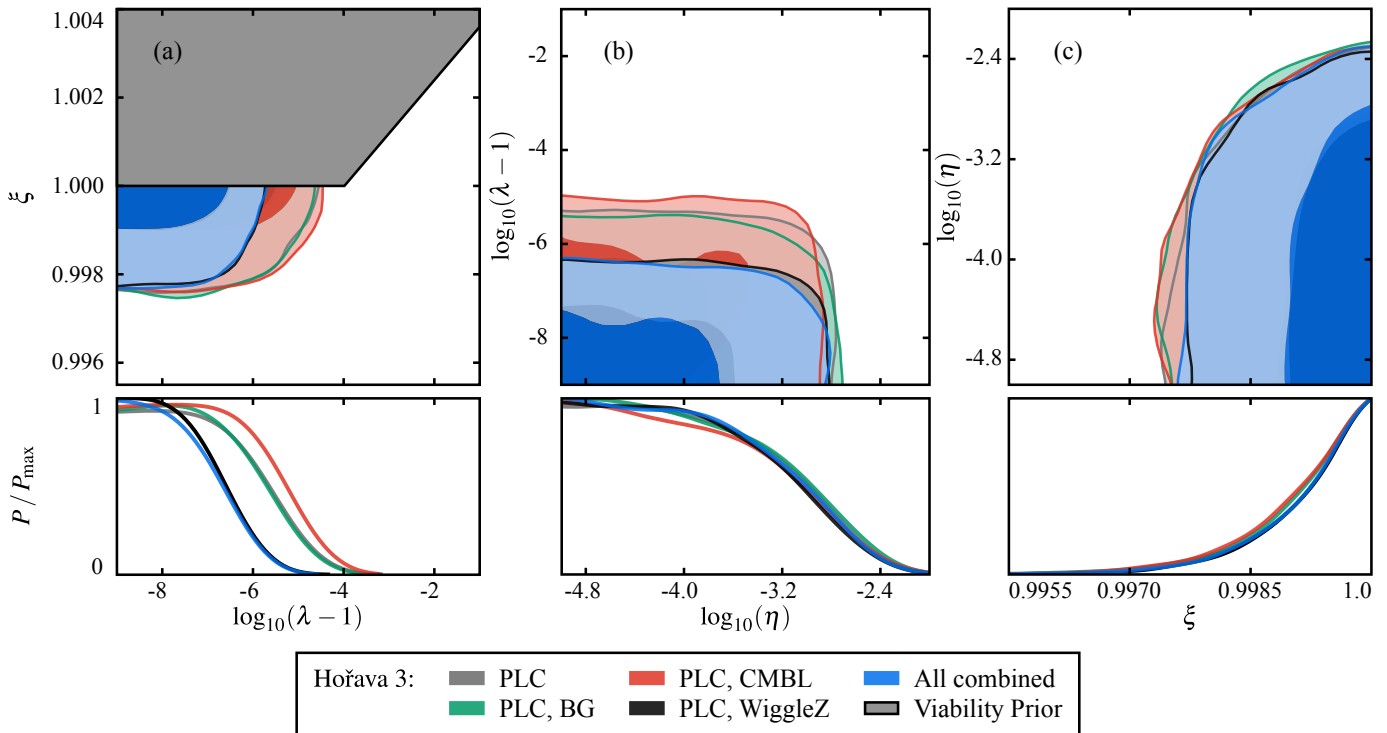 (a)
1.004
1.002
1.000
0.998
0.996
ξ
(b)
-2
-4
-6
-8
log₁₀(λ − 1)
(c)
-2.4
-3.2
-4.0
-4.8
log₁₀(η)
1
0
P/P_max
-8 -6 -4 -2
log₁₀(λ − 1)
-4.8 -4.0 -3.2 -2.4
log₁₀(η)
0.9955 0.9970 0.9985 1.0
ξ
Hořava 3: PLC PLC, CMBL All combined
PLC, BG PLC, WiggleZ Viability Prior